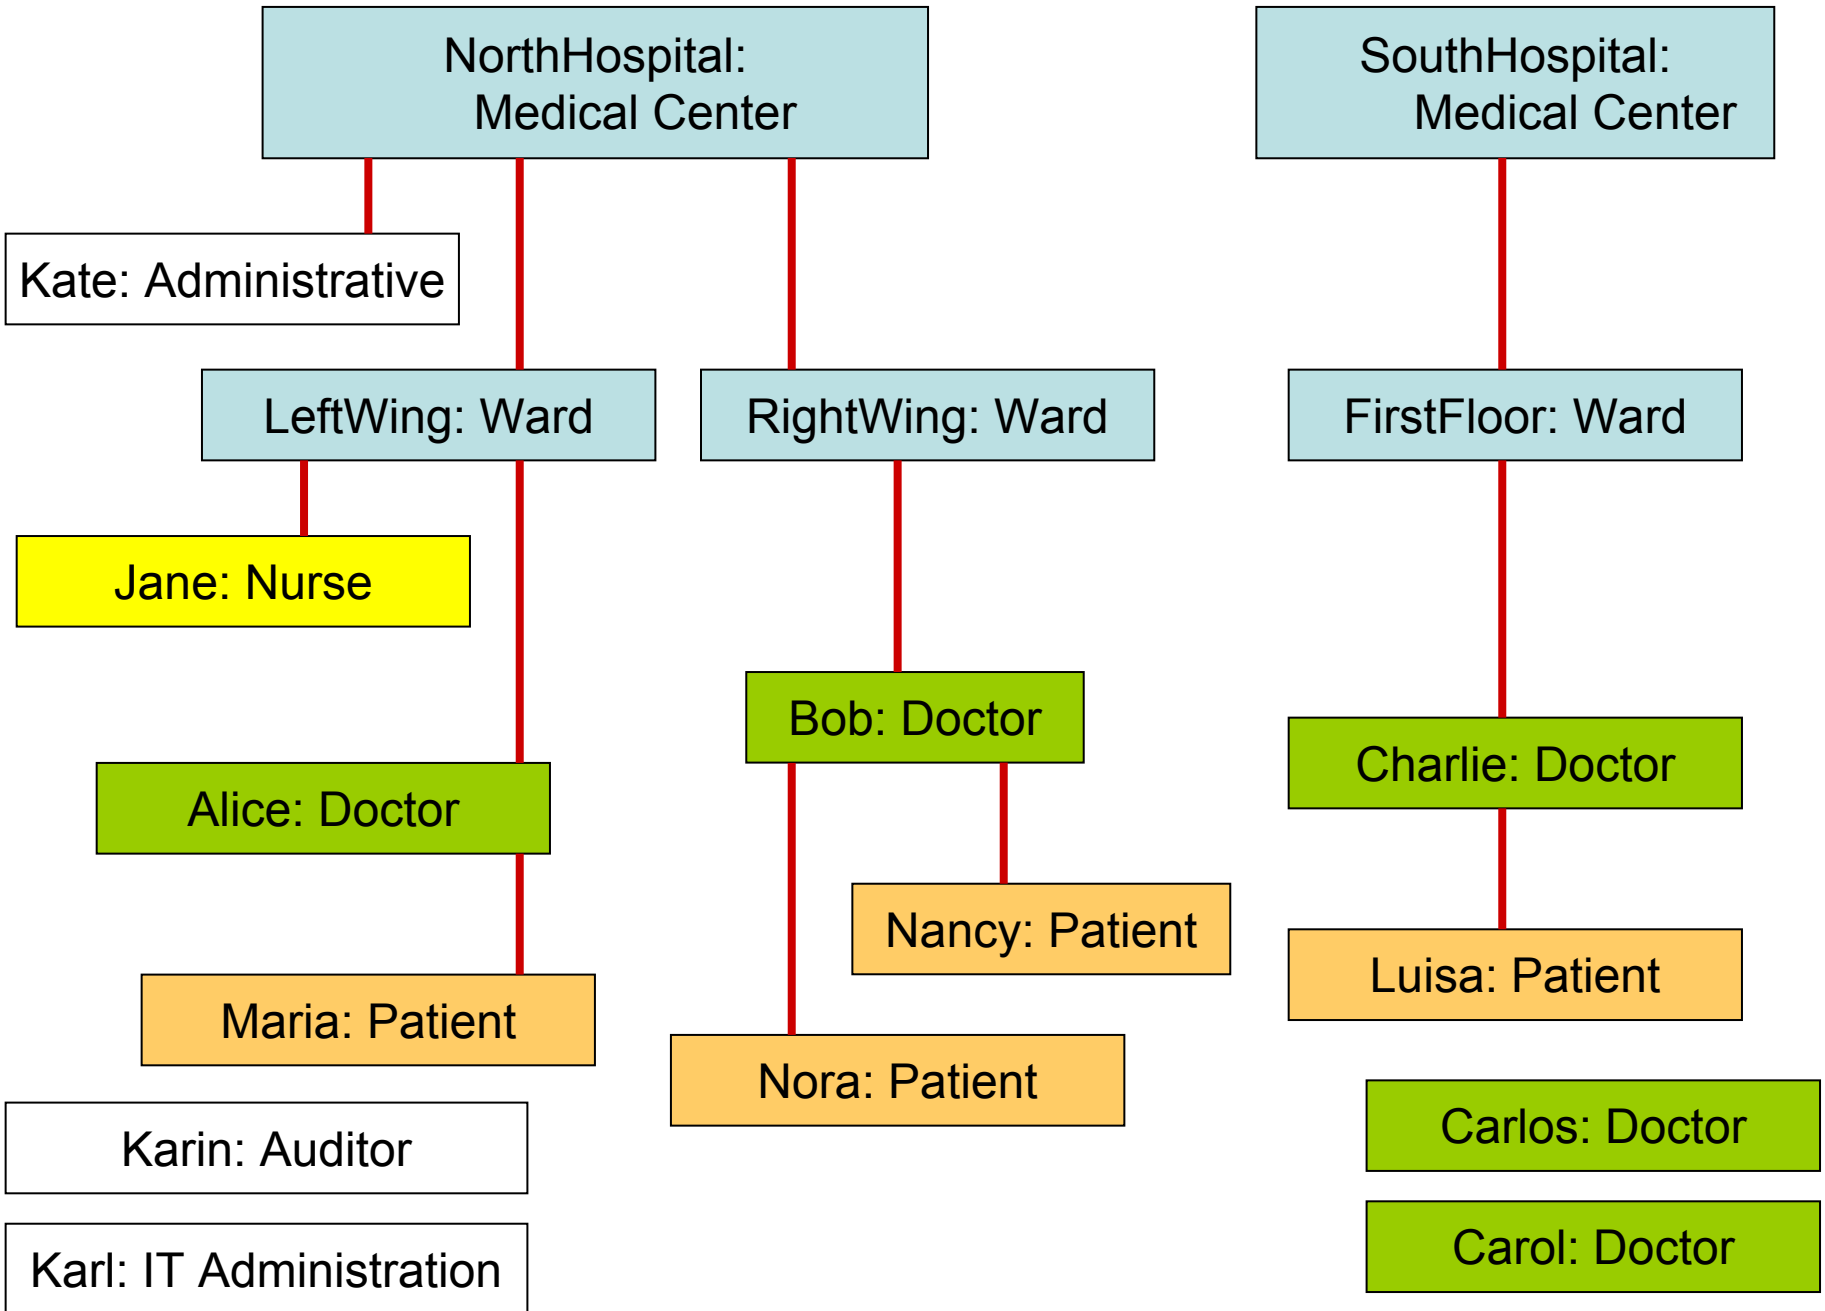 NorthHospital:
Medical Center
SouthHospital:
Medical Center
Kate: Administrative
LeftWing: Ward
RightWing: Ward
FirstFloor: Ward
Jane: Nurse
Bob: Doctor
Charlie: Doctor
Alice: Doctor
Nancy: Patient
Luisa: Patient
Maria: Patient
Nora: Patient
Carlos: Doctor
Karin: Auditor
Carol: Doctor
Karl: IT Administration